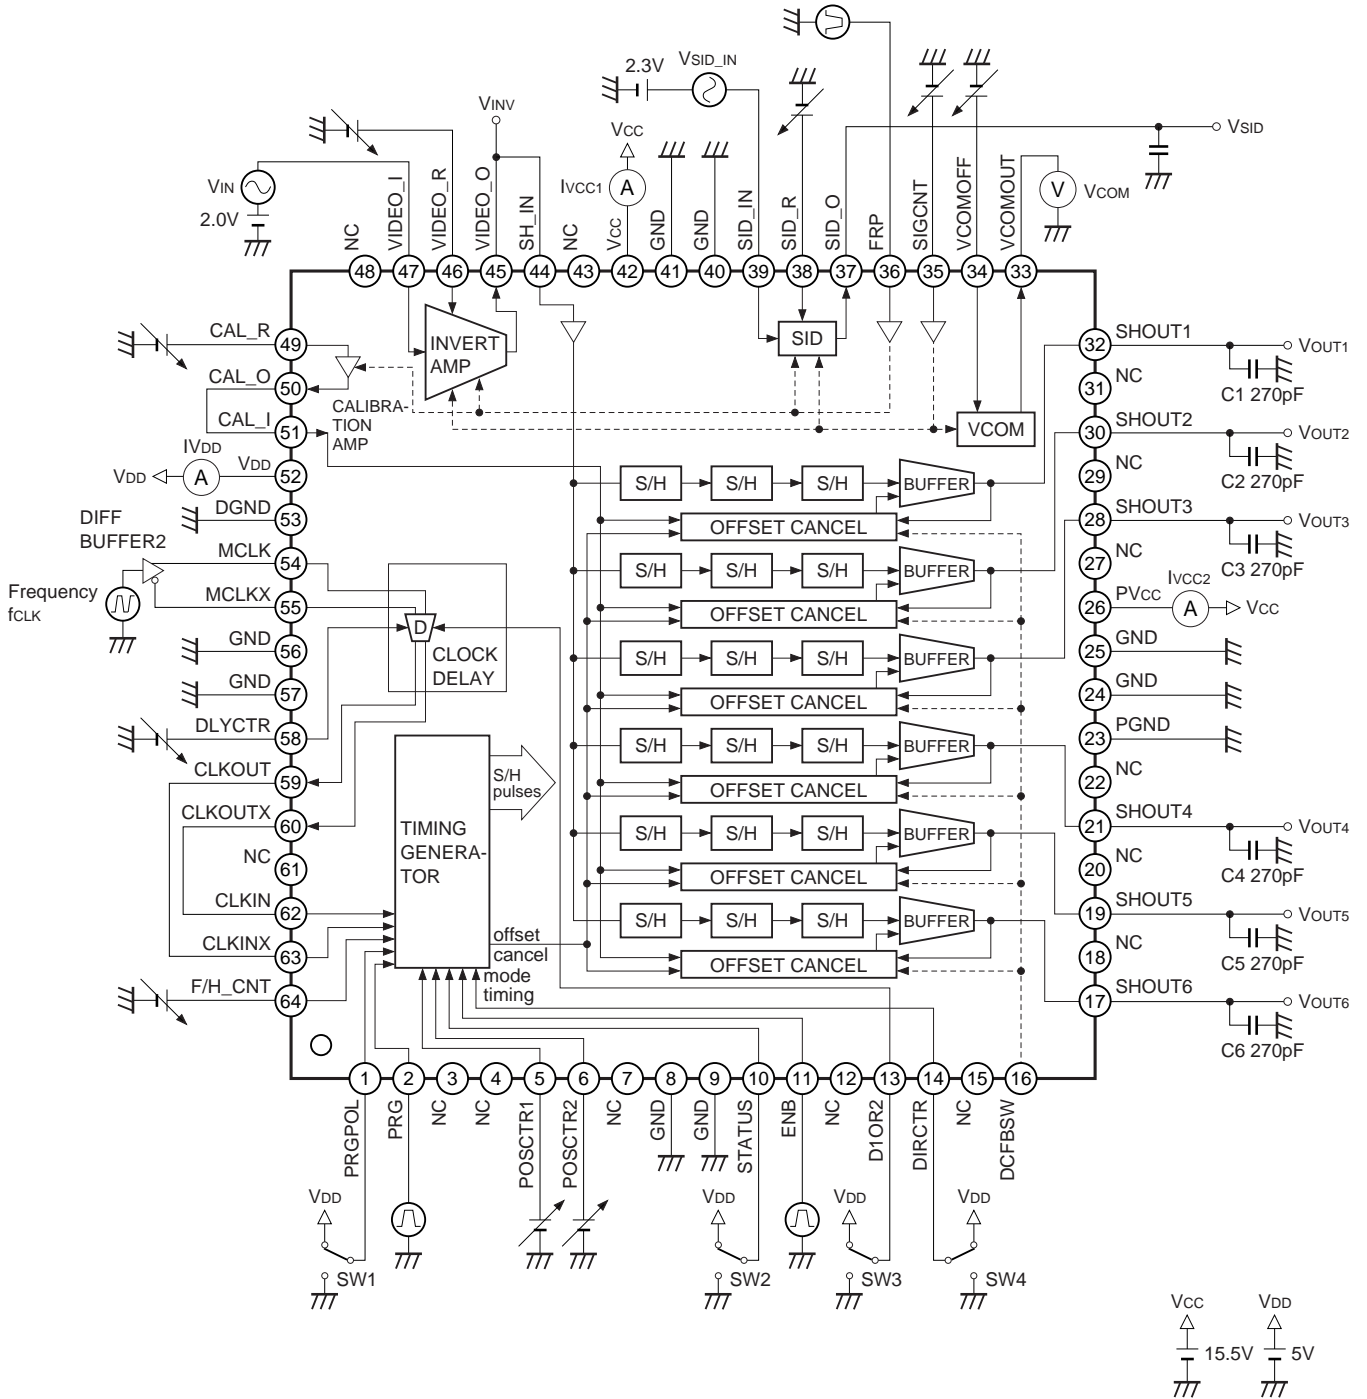 2.3V
VSID_IN
VINV
VCC
VSID
IVCC1
A
V
VCOM
VIN
2.0V
NC
VIDEO_I
VIDEO_R
VIDEO_O
SH_IN
NC
VCC
GND
GND
SID_IN
SID_R
SID_O
FRP
SIGCNT
VCOMOFF
VCOMOUT
48
47
46
45
44
43
42
41
40
39
38
37
36
35
34
33
CAL_R
49
CAL_O
50
CAL_I
51
IVDD
VDD
A
VDD
52
DGND
53
DIFF
BUFFER2
MCLK
54
Frequency
fCLK
MCLKX
55
GND
56
GND
57
DLYCTR
58
CLKOUT
59
CLKOUTX
60
NC
61
CLKIN
62
CLKINX
63
F/H_CNT
64
INVERT
AMP
CALIBRA-
TION
AMP
SID
VCOM
D
CLOCK
DELAY
TIMING
GENERA-
TOR
S/H
pulses
offset
cancel
mode
timing
S/H
S/H
S/H
BUFFER
OFFSET CANCEL
S/H
S/H
S/H
BUFFER
OFFSET CANCEL
S/H
S/H
S/H
BUFFER
OFFSET CANCEL
S/H
S/H
S/H
BUFFER
OFFSET CANCEL
S/H
S/H
S/H
BUFFER
OFFSET CANCEL
S/H
S/H
S/H
BUFFER
OFFSET CANCEL
32
SHOUT1
VOUT1
C1 270pF
31
NC
30
SHOUT2
VOUT2
C2 270pF
29
NC
28
SHOUT3
VOUT3
C3 270pF
27
NC
26
PVCC
IVCC2
A
VCC
25
GND
24
GND
23
PGND
22
NC
21
SHOUT4
VOUT4
C4 270pF
20
NC
19
SHOUT5
VOUT5
C5 270pF
18
NC
17
SHOUT6
VOUT6
C6 270pF
1
2
3
4
5
6
7
8
9
10
11
12
13
14
15
16
PRGPOL
PRG
NC
NC
POSCTR1
POSCTR2
NC
GND
GND
STATUS
ENB
NC
D1OR2
DIRCTR
NC
DCFBSW
VDD
SW1
VDD
SW2
VDD
SW3
VDD
SW4
VCC
15.5V
VDD
5V